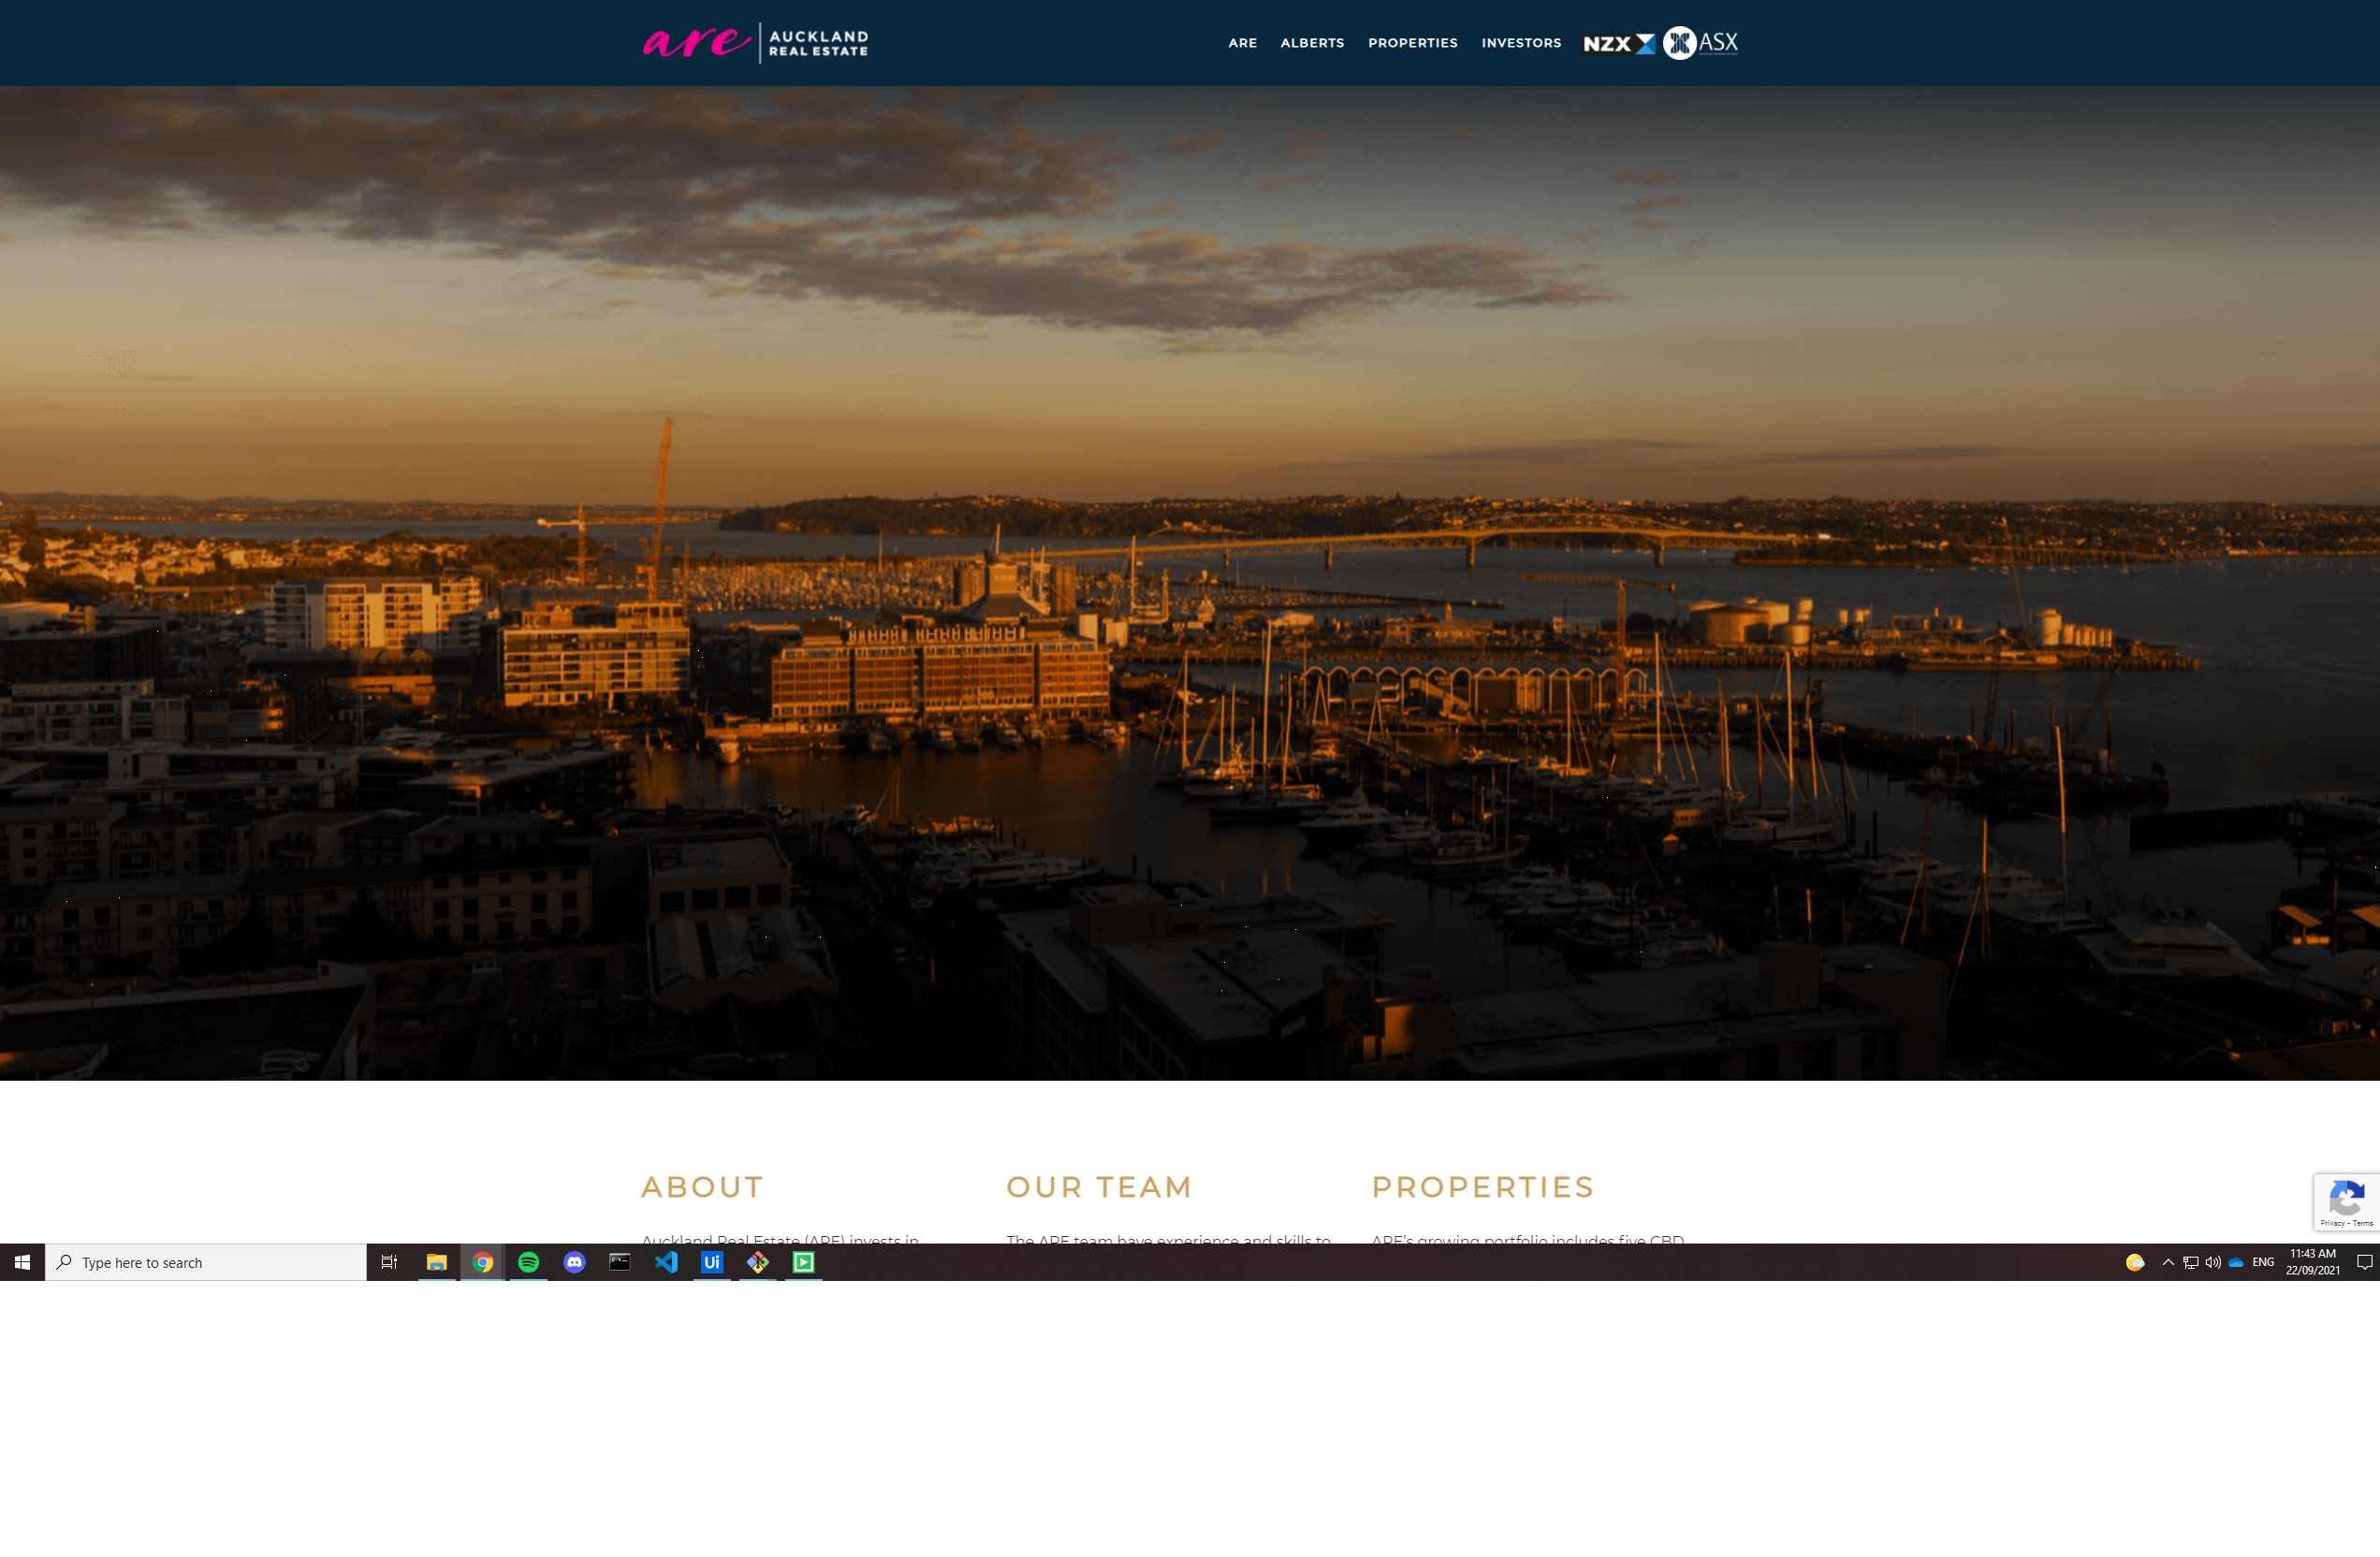 are AUCKLAND
REAL ESTATE
ARE ALBERTS PROPERTIES INVESTORS NZX ASX
ABOUT OUR TEAM PROPERTIES
Auckland Real Estate (ARE) invests in The ARE team have experience and skills to ARE's growing portfolio includes five CBD
Privacy - Terms
Type here to search
Ui
ENG
11:43 AM
22/09/2021